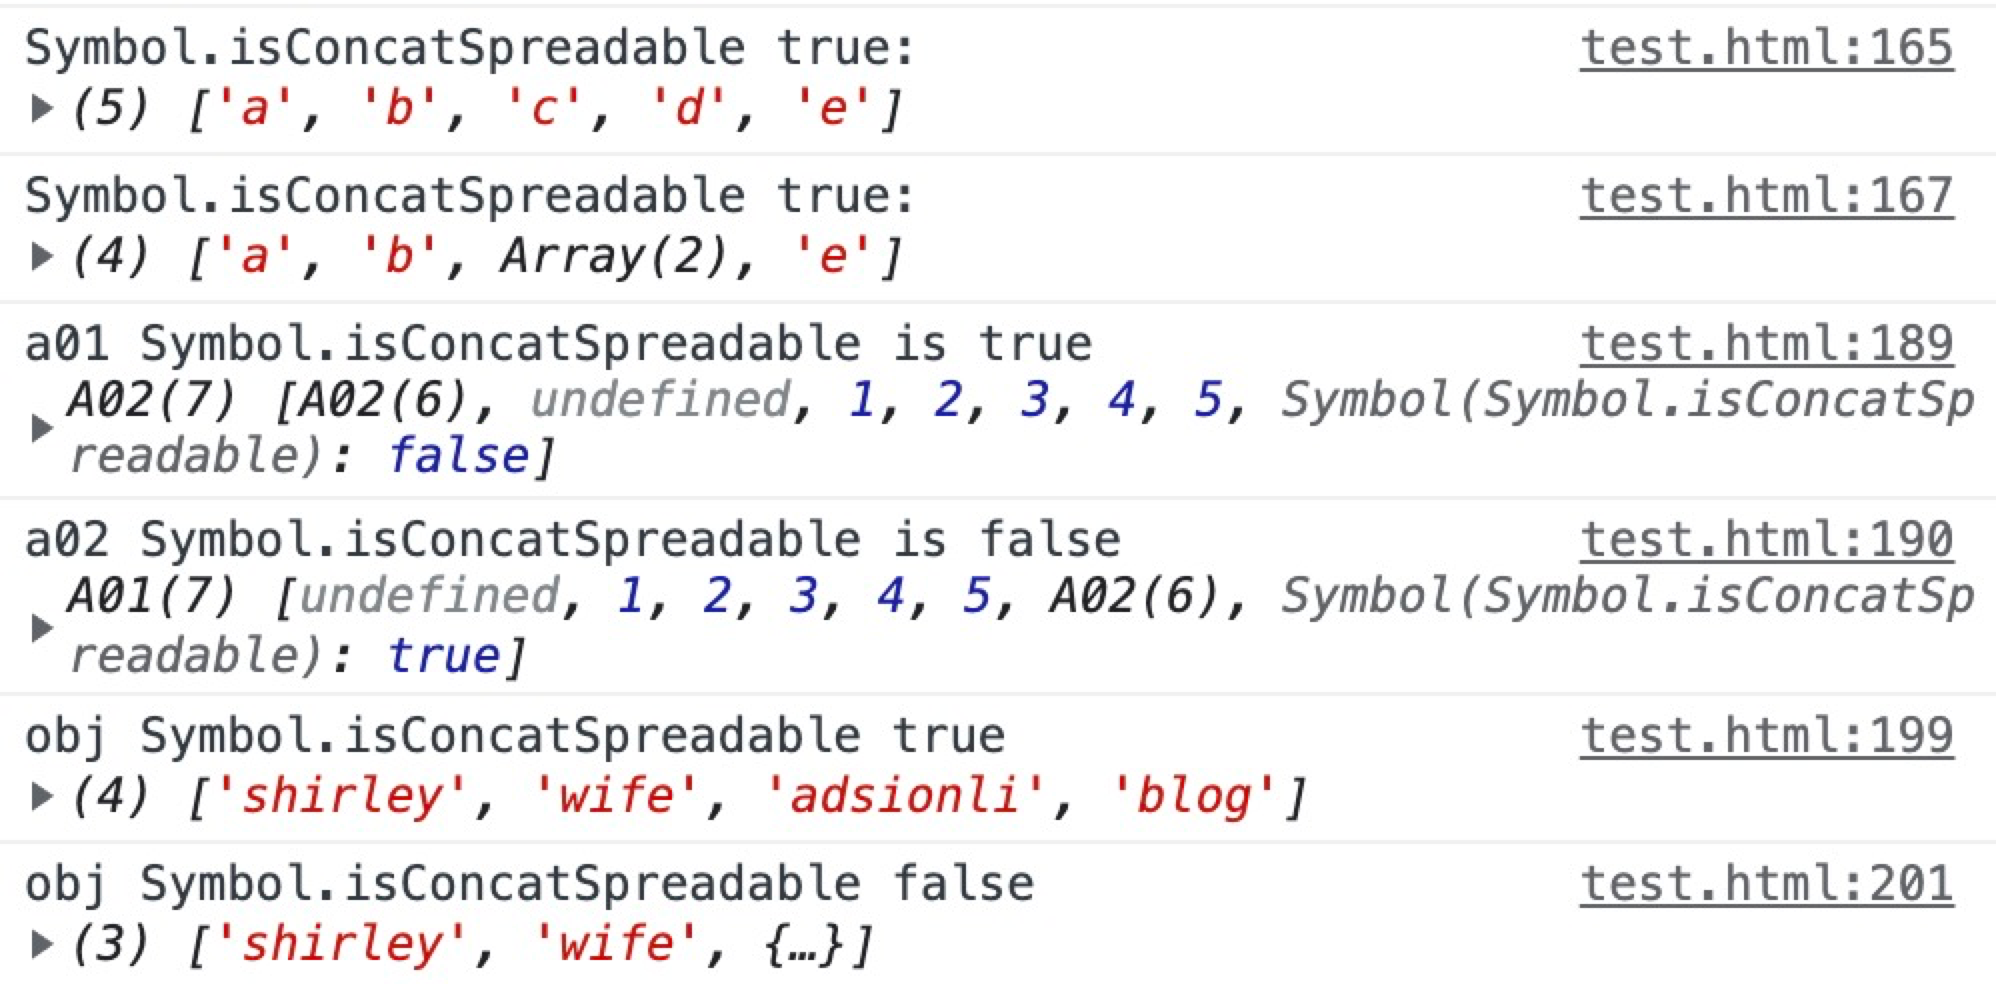 Symbol.isConcatSpreadable true: test.html:165
▶ (5) ['a', 'b', 'c', 'd', 'e']
Symbol.isConcatSpreadable true: test.html:167
▶ (4) ['a', 'b', Array(2), 'e']
a01 Symbol.isConcatSpreadable is true test.html:189
A02(7) [A02(6), undefined, 1, 2, 3, 4, 5, Symbol(Symbol.isConcatSp
▶ readable): false]
a02 Symbol.isConcatSpreadable is false test.html:190
A01(7) [undefined, 1, 2, 3, 4, 5, A02(6), Symbol(Symbol.isConcatSp
▶ readable): true]
obj Symbol.isConcatSpreadable true test.html:199
▶ (4) ['shirley', 'wife', 'adsionli', 'blog']
obj Symbol.isConcatSpreadable false test.html:201
▶ (3) ['shirley', 'wife', {…}]